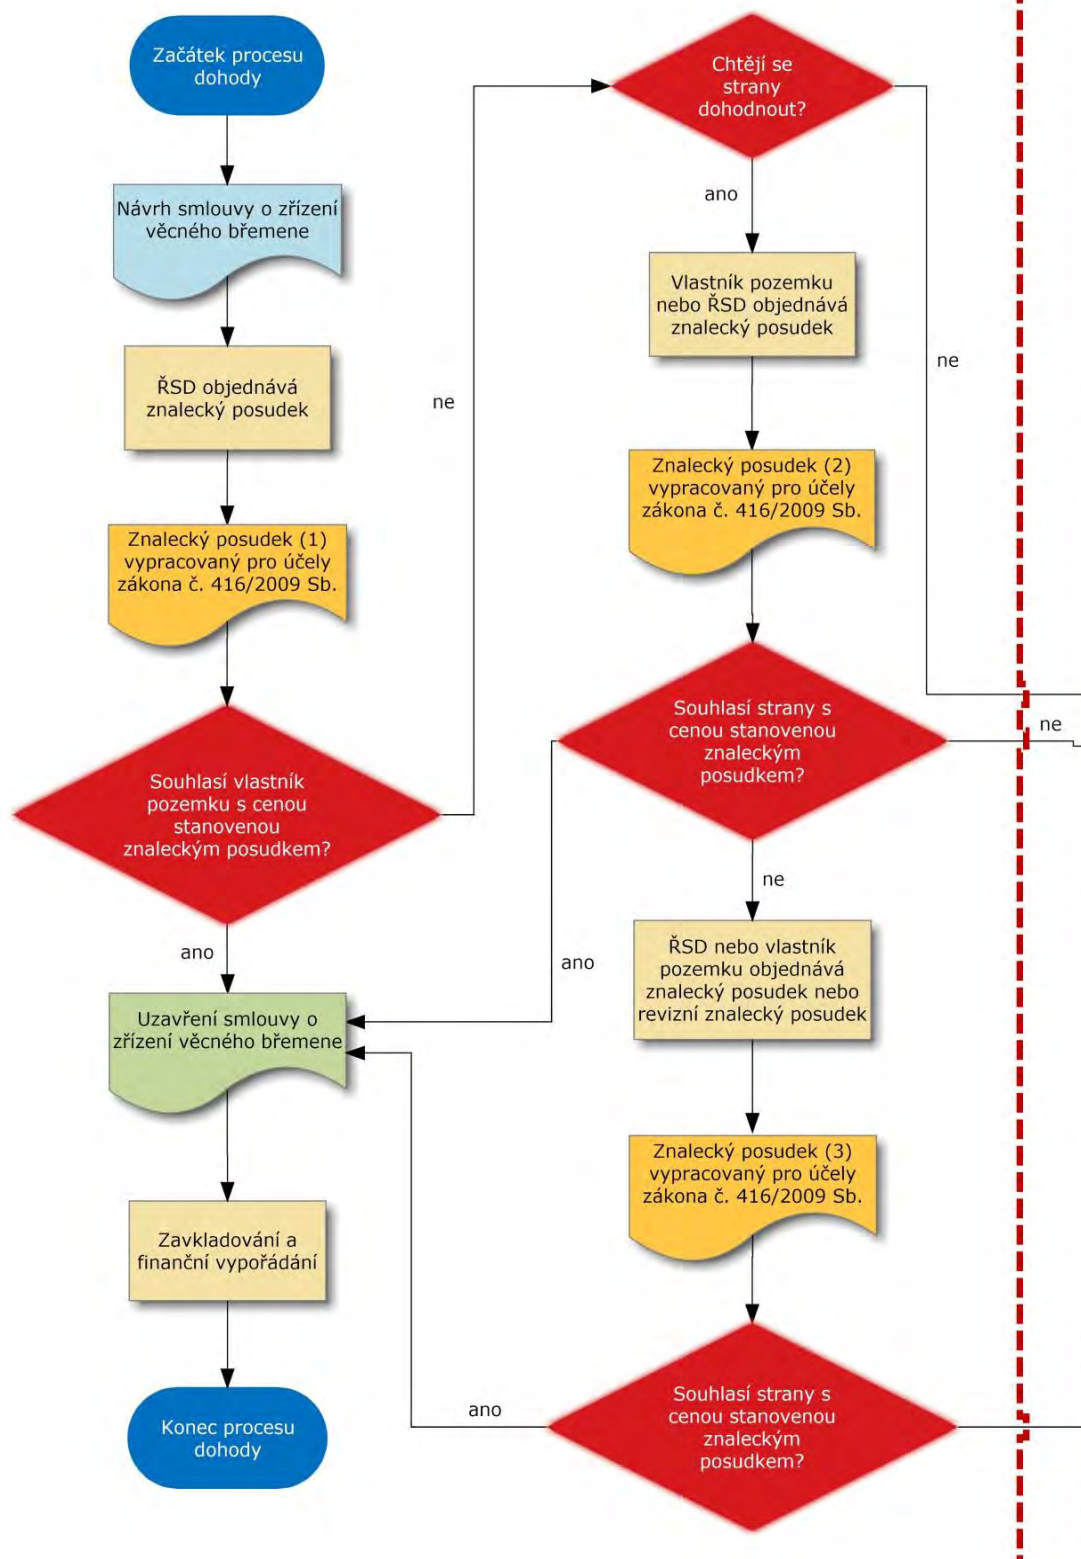 Začátek procesu
dohody
Návrh smlouvy o zřízení
věcného břemene
ŘSD objednává
znalecký posudek
Znalecký posudek (1)
vypracovaný pro účely
zákona č. 416/2009 Sb.
Souhlasí vlastník
pozemku s cenou
stanovenou
znaleckým posudkem?
ano
ne
Uzavření smlouvy o
zřízení věcného břemene
Zavkladování a
finanční vypořádání
Konec procesu
dohody
Chtějí se
strany
dohodnout?
ano
ne
Vlastník pozemku
nebo ŘSD objednává
znalecký posudek
Znalecký posudek (2)
vypracovaný pro účely
zákona č. 416/2009 Sb.
Souhlasí strany s
cenou stanovenou
znaleckým
posudkem?
ne
ano
ne
ŘSD nebo vlastník
pozemku objednává
znalecký posudek nebo
revizní znalecký posudek
Znalecký posudek (3)
vypracovaný pro účely
zákona č. 416/2009 Sb.
Souhlasí strany s
cenou stanovenou
znaleckým
posudkem?
ano